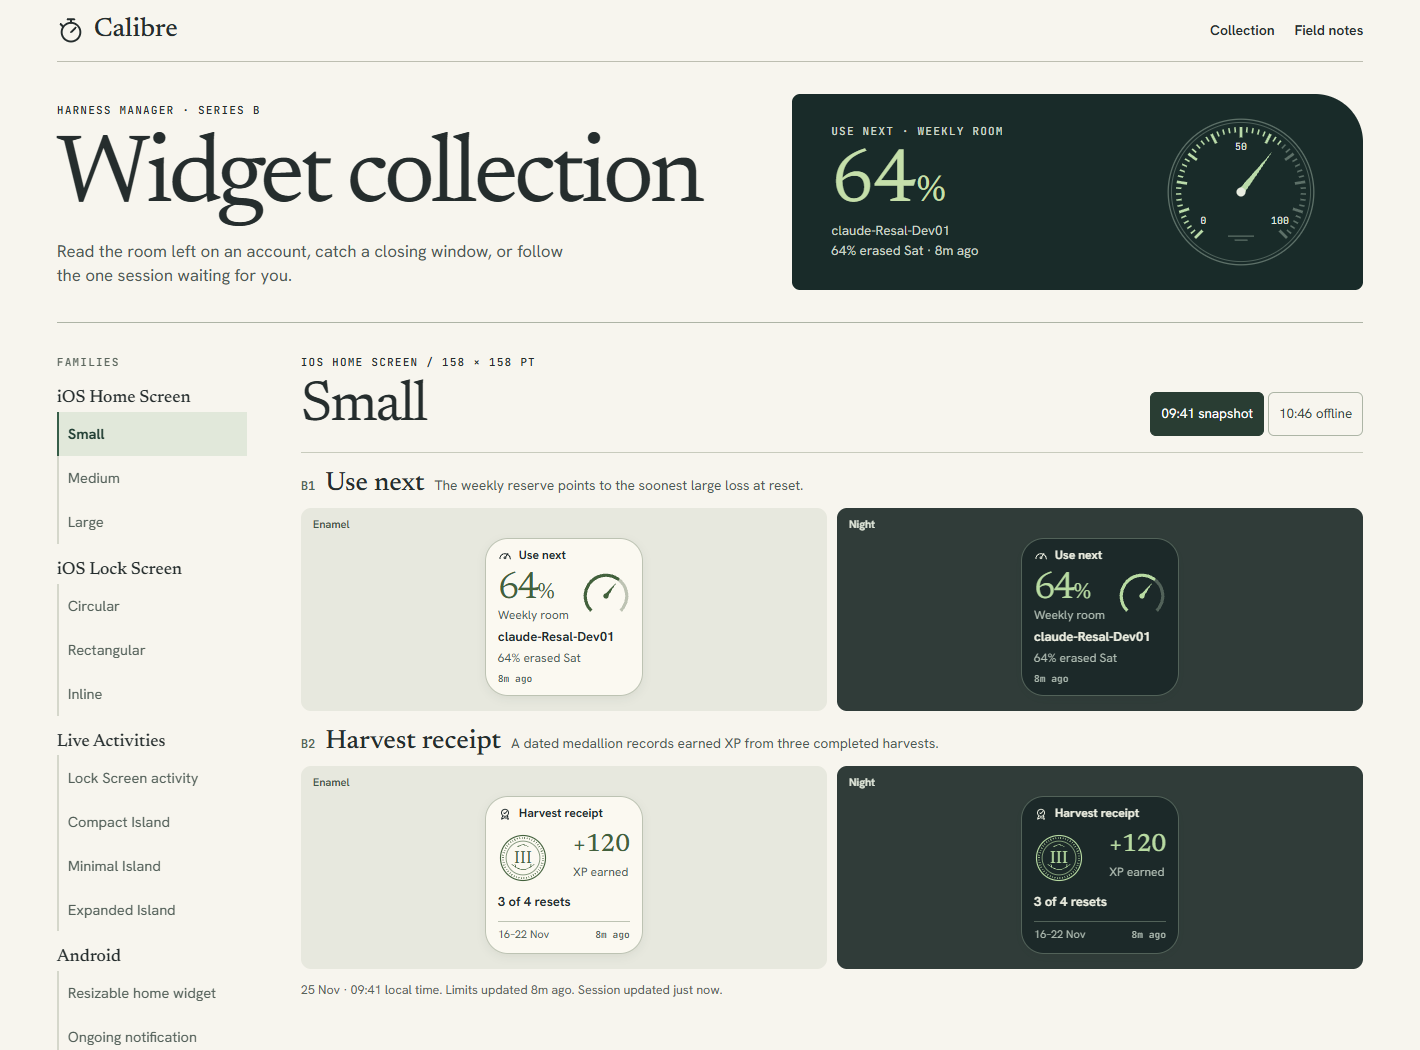 Calibre
Collection
Field notes
HARNESS MANAGER · SERIES B
Widget collection
Read the room left on an account, catch a closing window, or follow
the one session waiting for you.
USE NEXT · WEEKLY ROOM
64%
claude-Resal-Dev01
64% erased Sat · 8m ago
50
0
100
FAMILIES
iOS Home Screen
Small
Medium
Large
iOS Lock Screen
Circular
Rectangular
Inline
Live Activities
Lock Screen activity
Compact Island
Minimal Island
Expanded Island
Android
Resizable home widget
Ongoing notification
IOS HOME SCREEN / 158 × 158 PT
Small
09:41 snapshot
10:46 offline
B1 Use next The weekly reserve points to the soonest large loss at reset.
Enamel
Use next
64%
Weekly room
claude-Resal-Dev01
64% erased Sat
8m ago
Night
Use next
64%
Weekly room
claude-Resal-Dev01
64% erased Sat
8m ago
B2 Harvest receipt A dated medallion records earned XP from three completed harvests.
Enamel
Harvest receipt
III
+120
XP earned
3 of 4 resets
16–22 Nov
8m ago
Night
Harvest receipt
III
+120
XP earned
3 of 4 resets
16–22 Nov
8m ago
25 Nov · 09:41 local time. Limits updated 8m ago. Session updated just now.